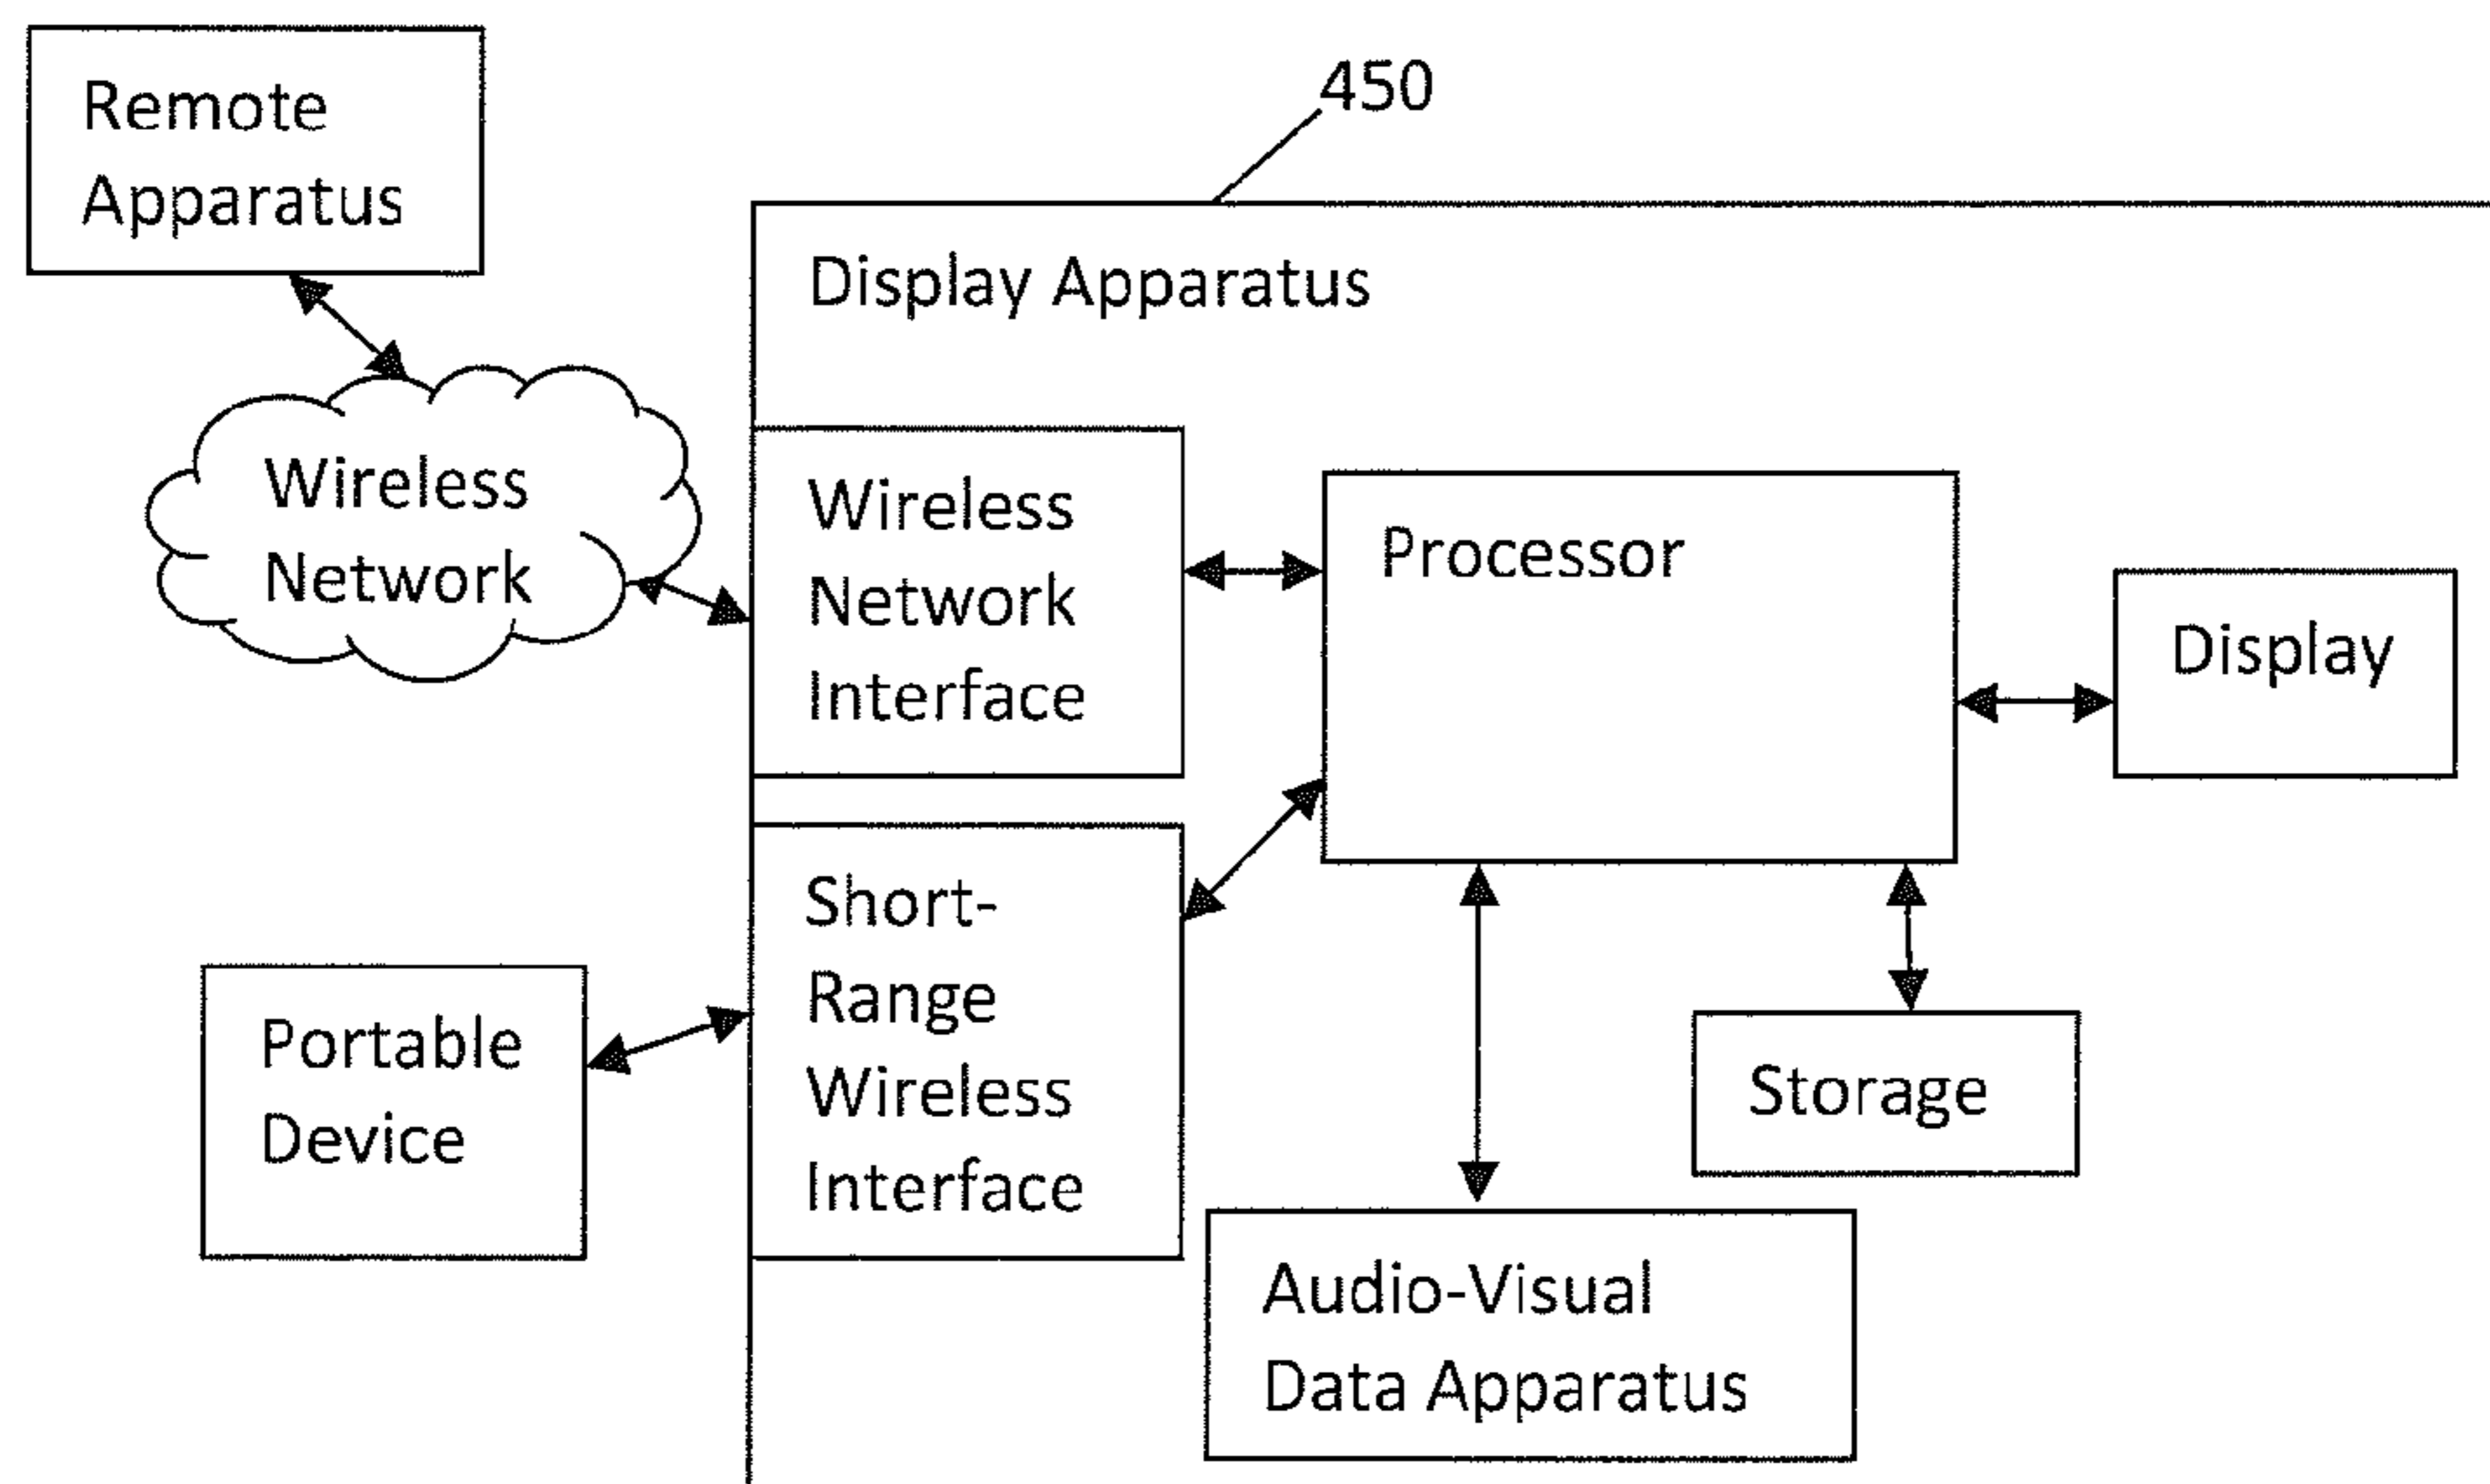 Remote
Apparatus
450
Display Apparatus
Wireless
Network
Wireless
Network
Interface
Processor
Display
Short-
Range
Wireless
Interface
Portable
Device
Storage
Audio-Visual
Data Apparatus